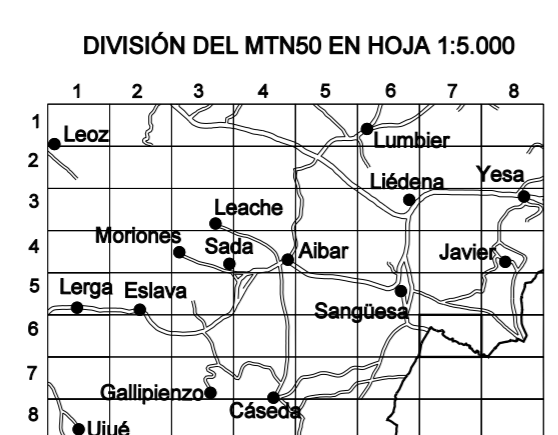 DIVISIÓN DEL MTN50 EN HOJA 1:5.000
1 2 3 4 5 6 7 8
1
Leoz
Lumbier
2
Liédena
Yesa
3
Leache
Moriones
4
Sada
Aibar
Javier
5
Lerga
Eslava
Sangüesa
6
7
Gallipienzo
Cáseda
8
Ujué